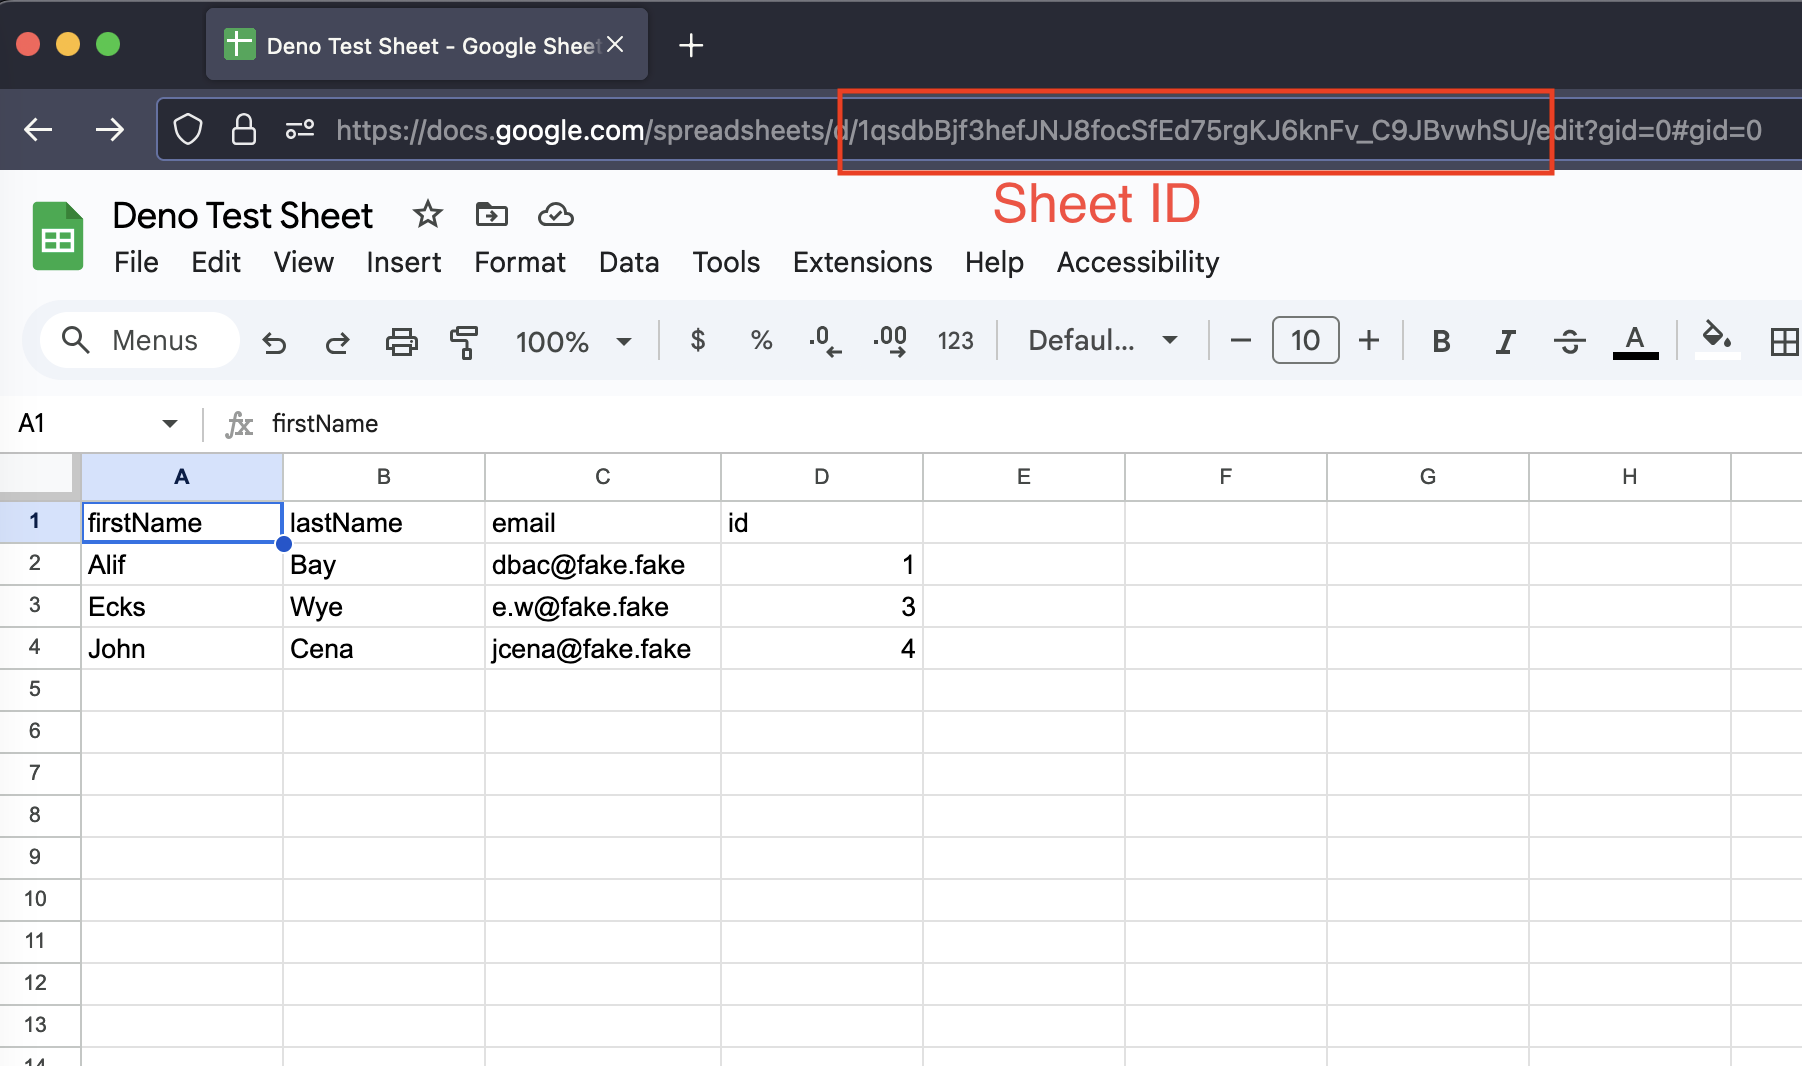 Deno Test Sheet - Google Sheet
https://docs.google.com/spreadsheets/d/1qsdbBjf3hefJNJ8focSfEd75rgKJ6knFv_C9JBvwhSU/edit?gid=0#gid=0
Sheet ID
Deno Test Sheet
File Edit View Insert Format Data Tools Extensions Help Accessibility
Menus 100% $ % .0 .00 123 Defaul... 10 B I S A
A1 fx firstName
A B C D E F G H
1 firstName lastName email id
2 Alif Bay dbac@fake.fake 1
3 Ecks Wye e.w@fake.fake 3
4 John Cena jcena@fake.fake 4
5
6
7
8
9
10
11
12
13
14